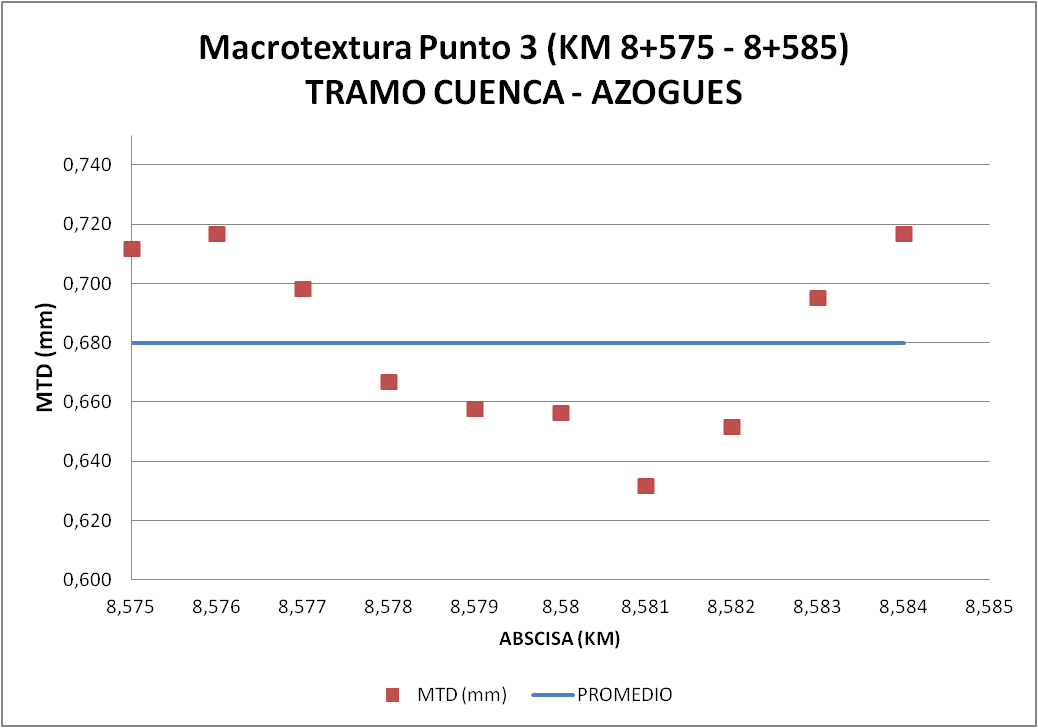 Macrotextura Punto 3 (KM 8+575 - 8+585)
TRAMO CUENCA - AZOGUES
MTD (mm)
0,740
0,720
0,700
0,680
0,660
0,640
0,620
0,600
8,575 8,576 8,577 8,578 8,579 8,58 8,581 8,582 8,583 8,584 8,585
ABSCISA (KM)
MTD (mm) PROMEDIO